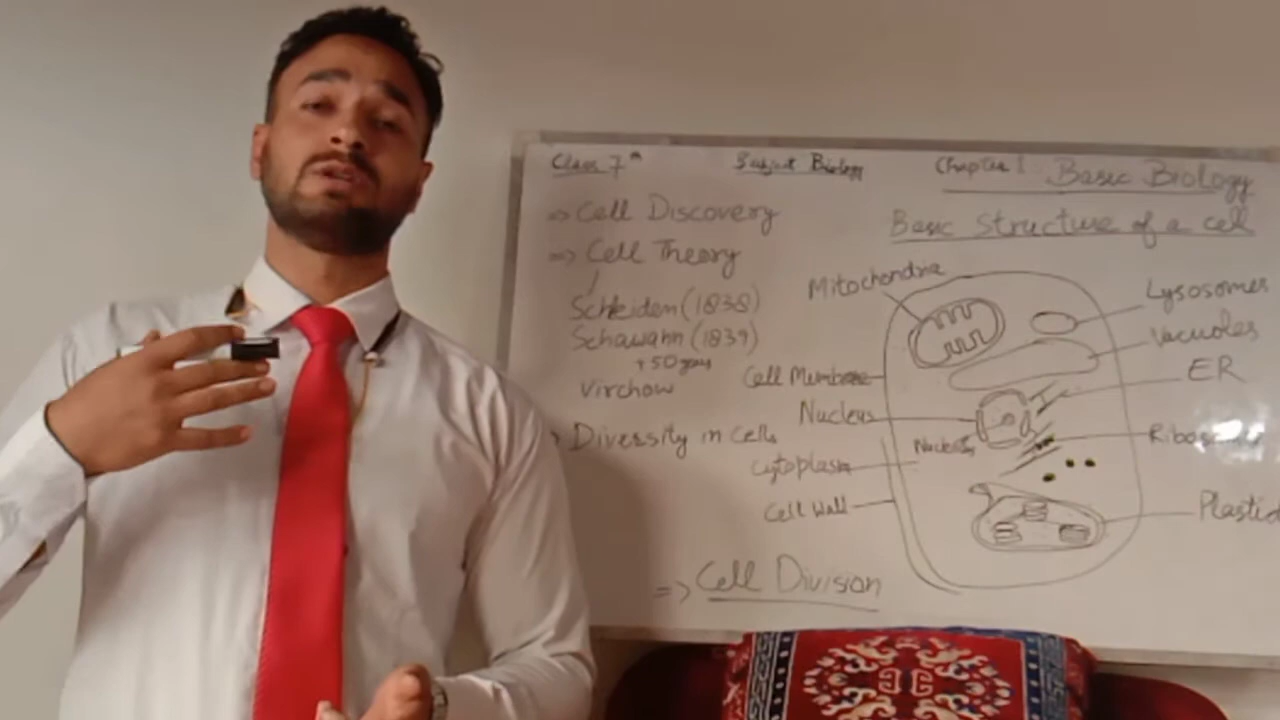 Class 7th Subject Biology Chapter 1 Basic Biology
=> Cell Discovery
=> Cell Theory
Schleiden (1838)
Schawahn (1839)
+50 years
Virchow
Diversity in cells
=> Cell Division
Basic Structure of a cell
Mitochondria
Cell Membrane
Nucleus
Nucleolus
Cytoplasm
Cell Wall
Lysosomes
Vacuoles
ER
Ribosomes
Plastid